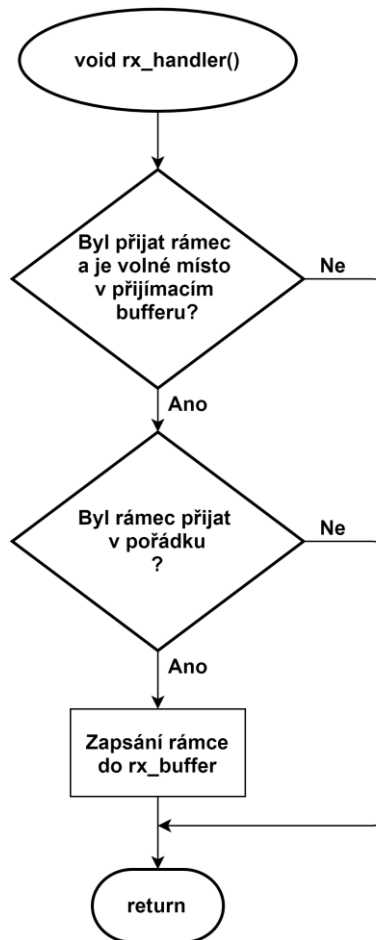 void rx_handler()
Byl přijat rámec
a je volné místo
v přijímacím
bufferu?
Ne
Ano
Byl rámec přijat
v pořádku
?
Ne
Ano
Zapsání rámce
do rx_buffer
return